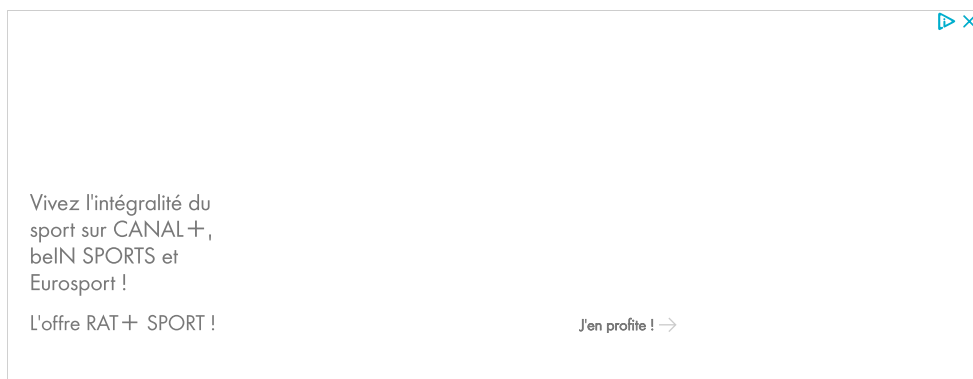 Vivez l'intégralité du
sport sur CANAL+,
beIN SPORTS et
Eurosport !
L'offre RAT+ SPORT !
J'en profite !